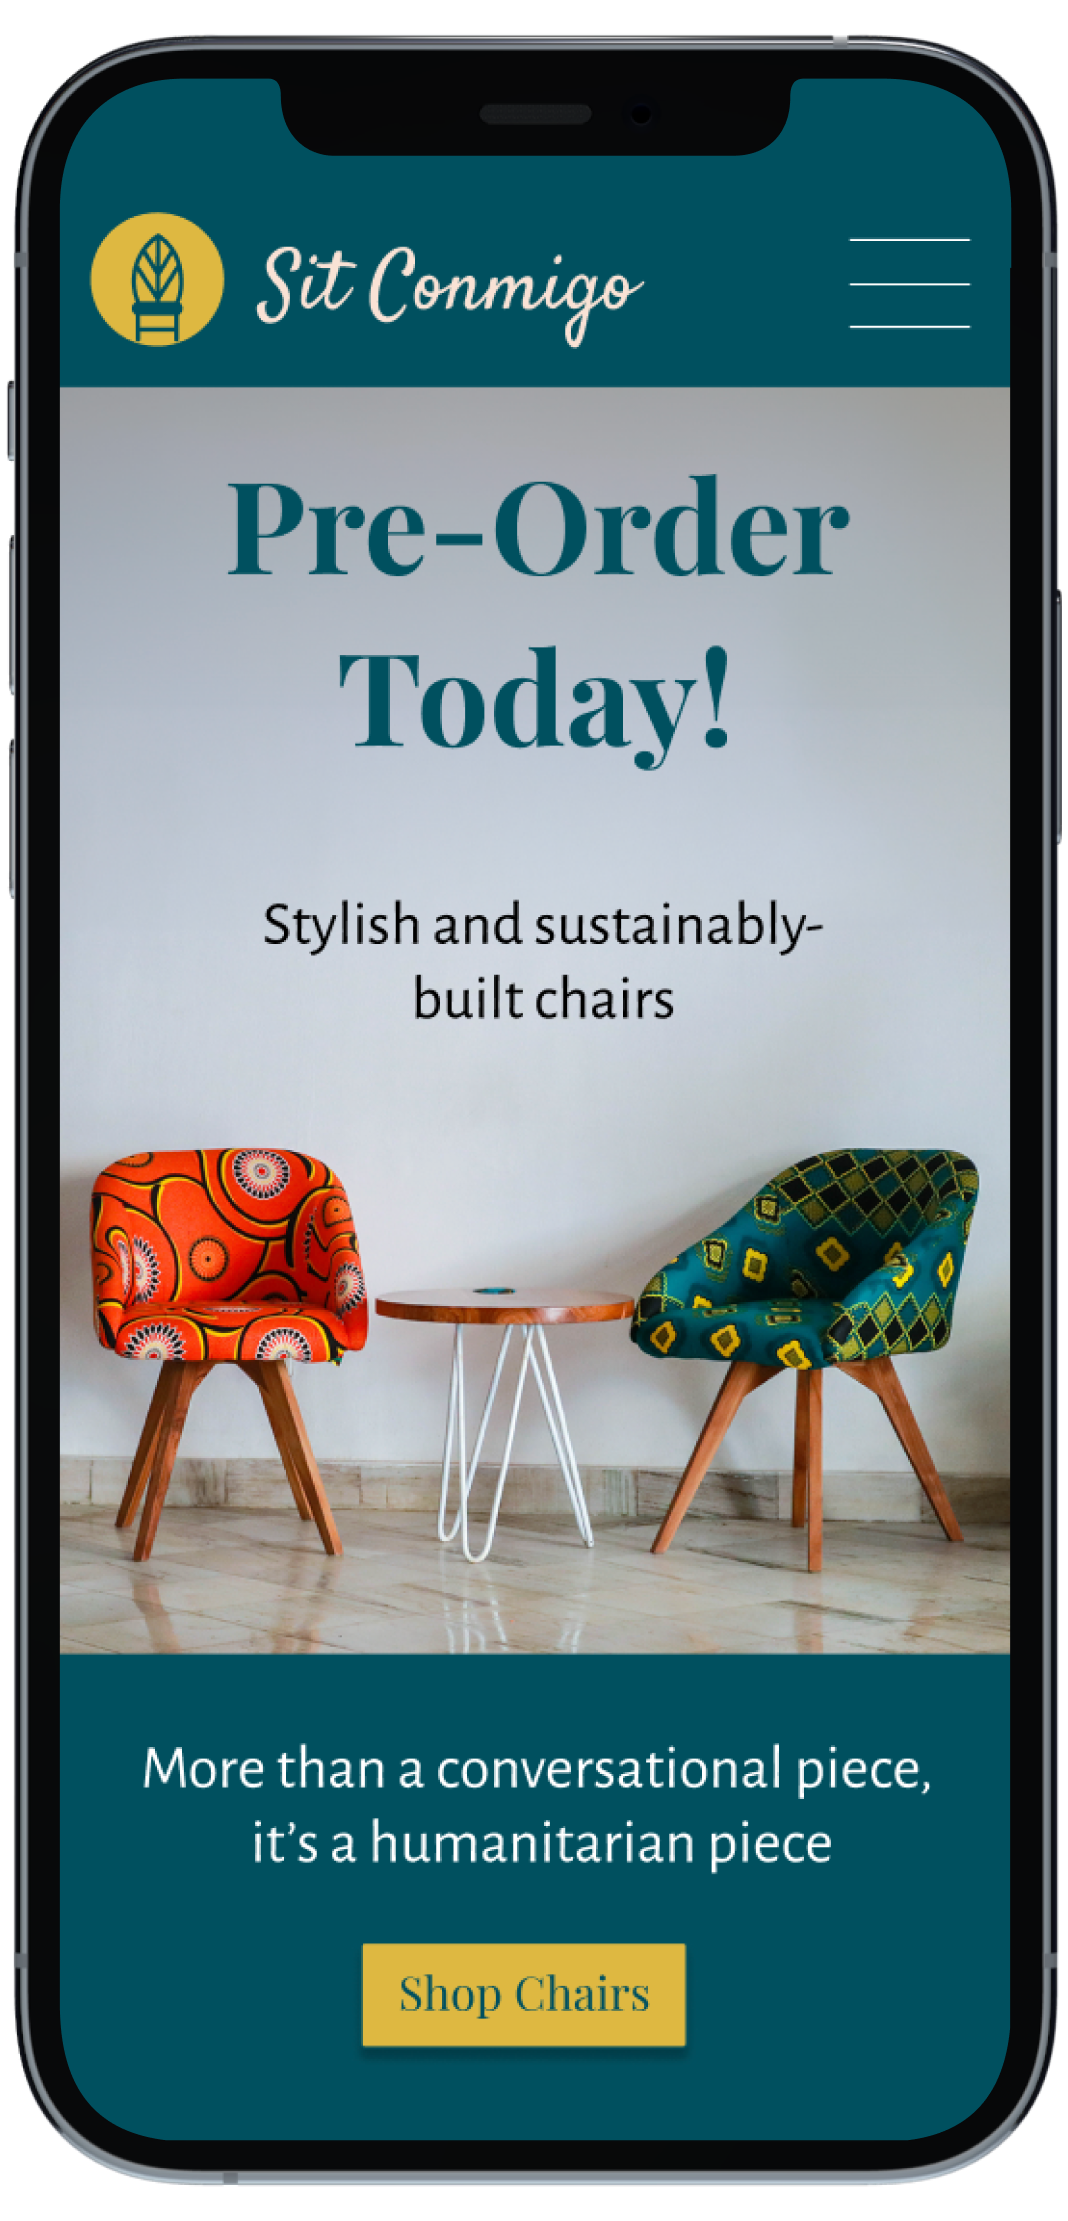 Sit Conmigo
Pre-Order
Today!
Stylish and sustainably-
built chairs
More than a conversational piece,
it’s a humanitarian piece
Shop Chairs